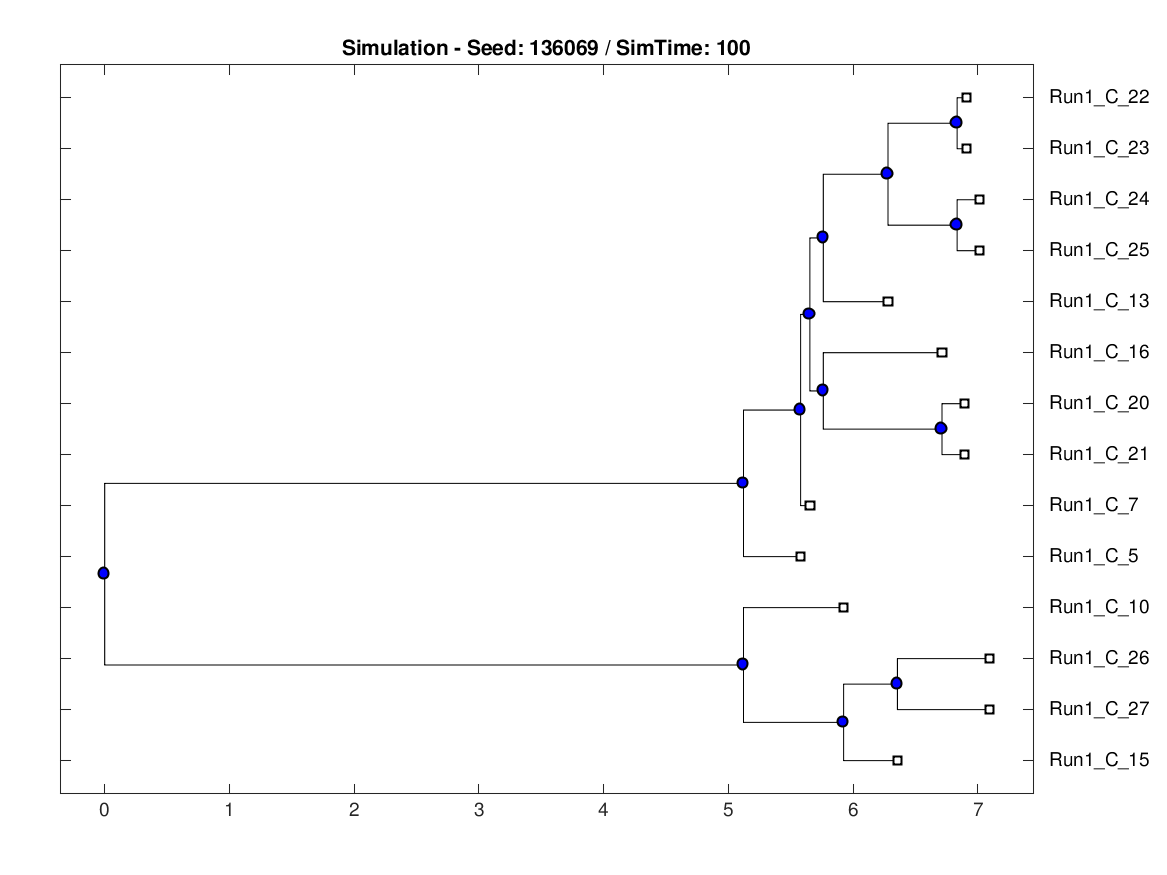 Simulation - Seed: 136069 / SimTime: 100
Run1_C_22
Run1_C_23
Run1_C_24
Run1_C_25
Run1_C_13
Run1_C_16
Run1_C_20
Run1_C_21
Run1_C_7
Run1_C_5
Run1_C_10
Run1_C_26
Run1_C_27
Run1_C_15
0 1 2 3 4 5 6 7